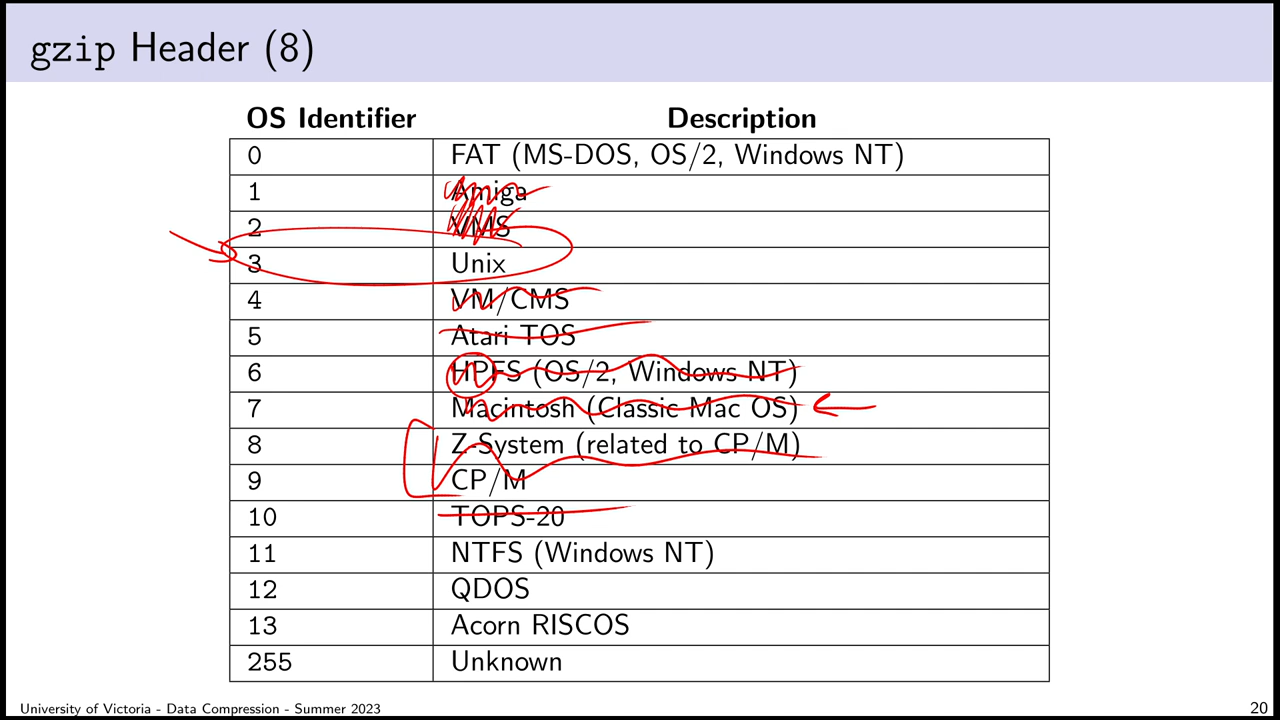 gzip Header (8)
OS Identifier Description
0 FAT (MS-DOS, OS/2, Windows NT)
1 Amiga
2 VMS
3 Unix
4 VM/CMS
5 Atari TOS
6 HPFS (OS/2, Windows NT)
7 Macintosh (Classic Mac OS)
8 Z-System (related to CP/M)
9 CP/M
10 TOPS-20
11 NTFS (Windows NT)
12 QDOS
13 Acorn RISCOS
255 Unknown
University of Victoria - Data Compression - Summer 2023 20